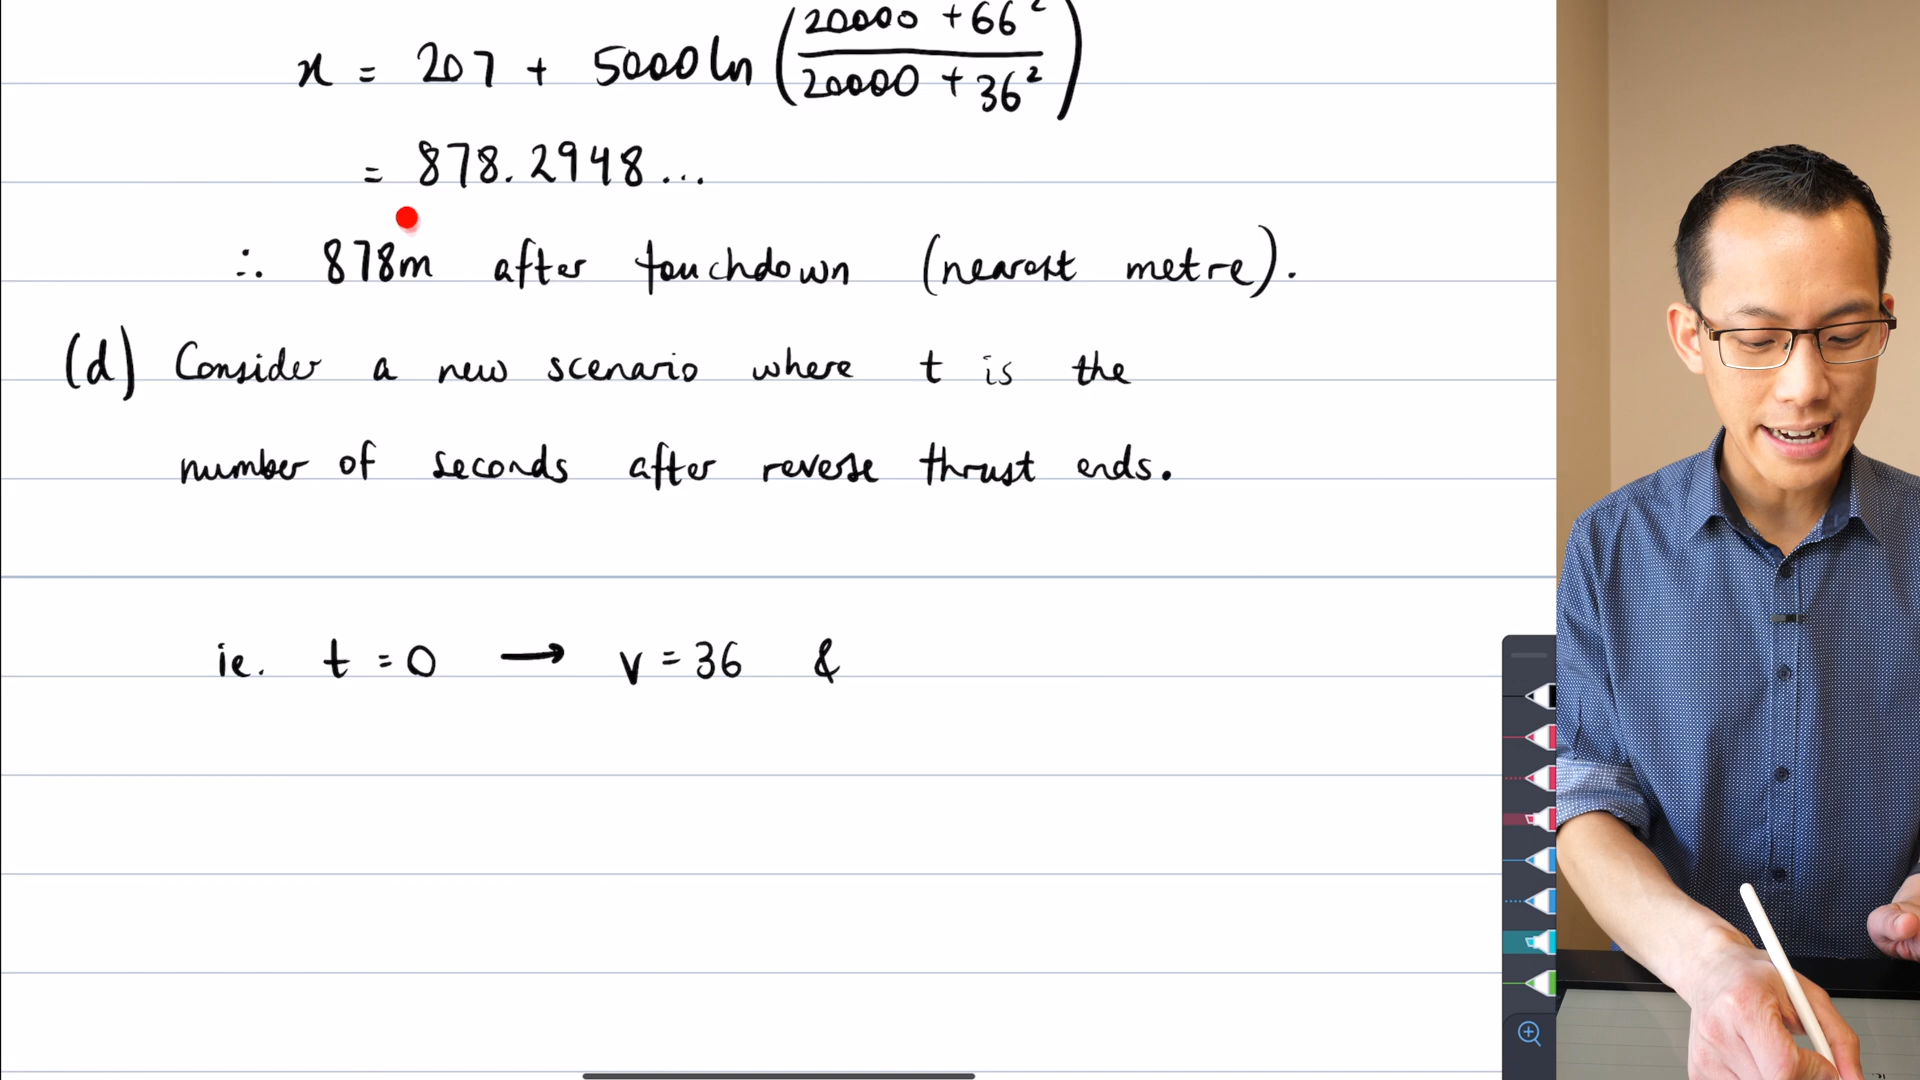 x = 207 + 5000 ln ( (20000 + 66²) / (20000 + 36²) )
= 878.2948...
∴ 878m after touchdown (nearest metre).
(d) Consider a new scenario where t is the
number of seconds after reverse thrust ends.
ie. t = 0 → v = 36 &